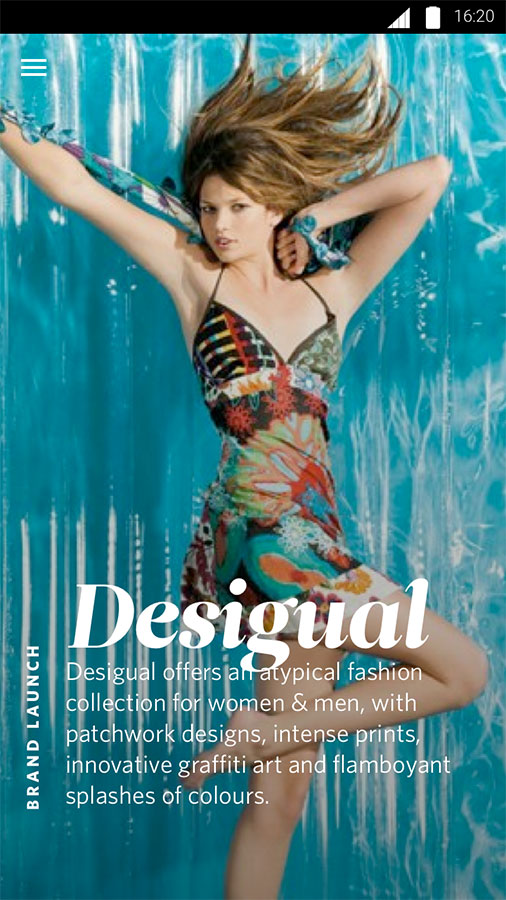 16:20
Desigual
BRAND LAUNCH
Desigual offers an atypical fashion
collection for women & men, with
patchwork designs, intense prints,
innovative graffiti art and flamboyant
splashes of colours.